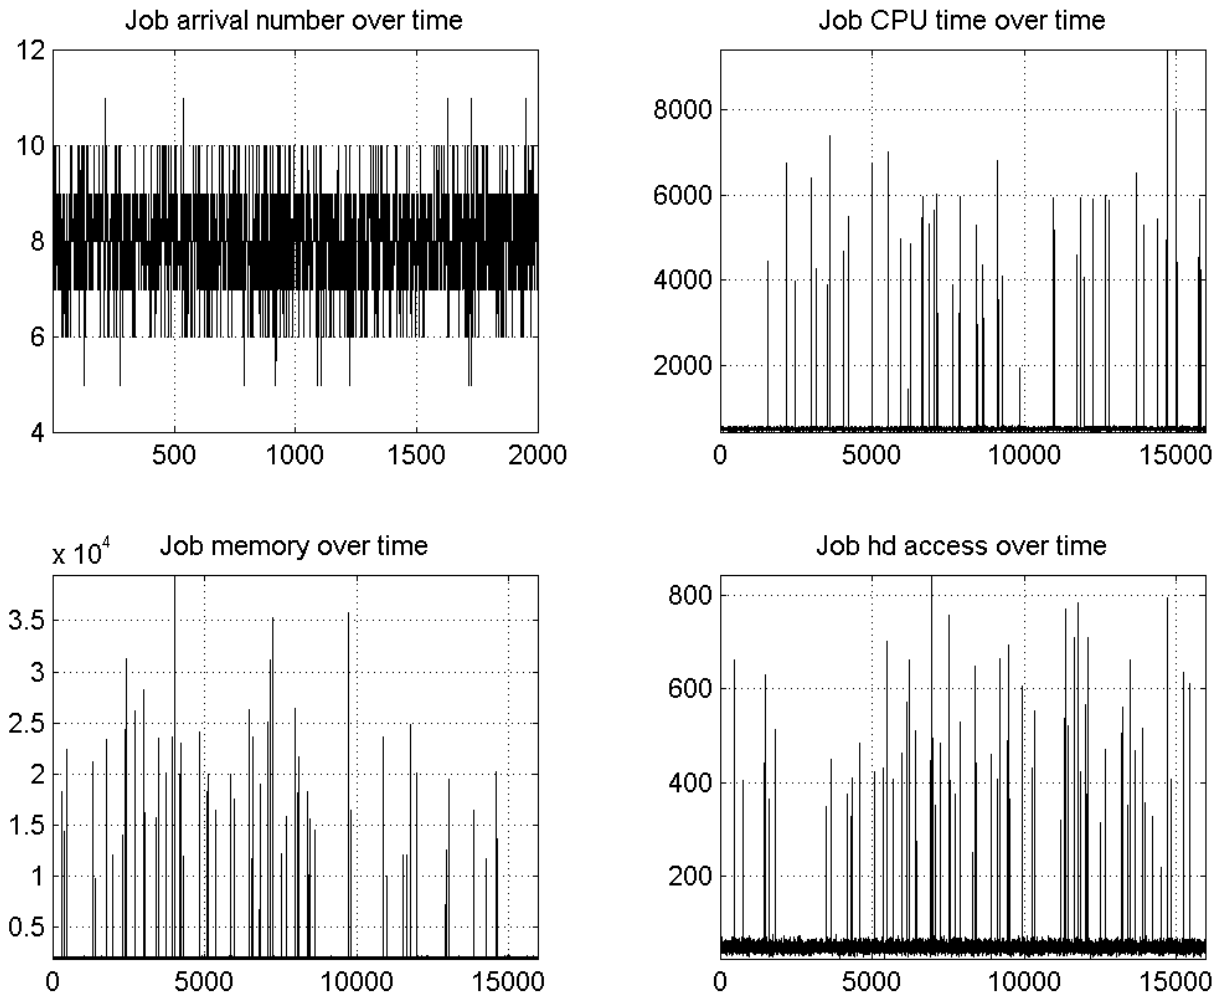 Job arrival number over time
12
10
8
6
4
500 1000 1500 2000
Job CPU time over time
8000
6000
4000
2000
0 5000 10000 15000
Job memory over time
x 10^4
3.5
3
2.5
2
1.5
1
0.5
0 5000 10000 15000
Job hd access over time
800
600
400
200
0 5000 10000 15000